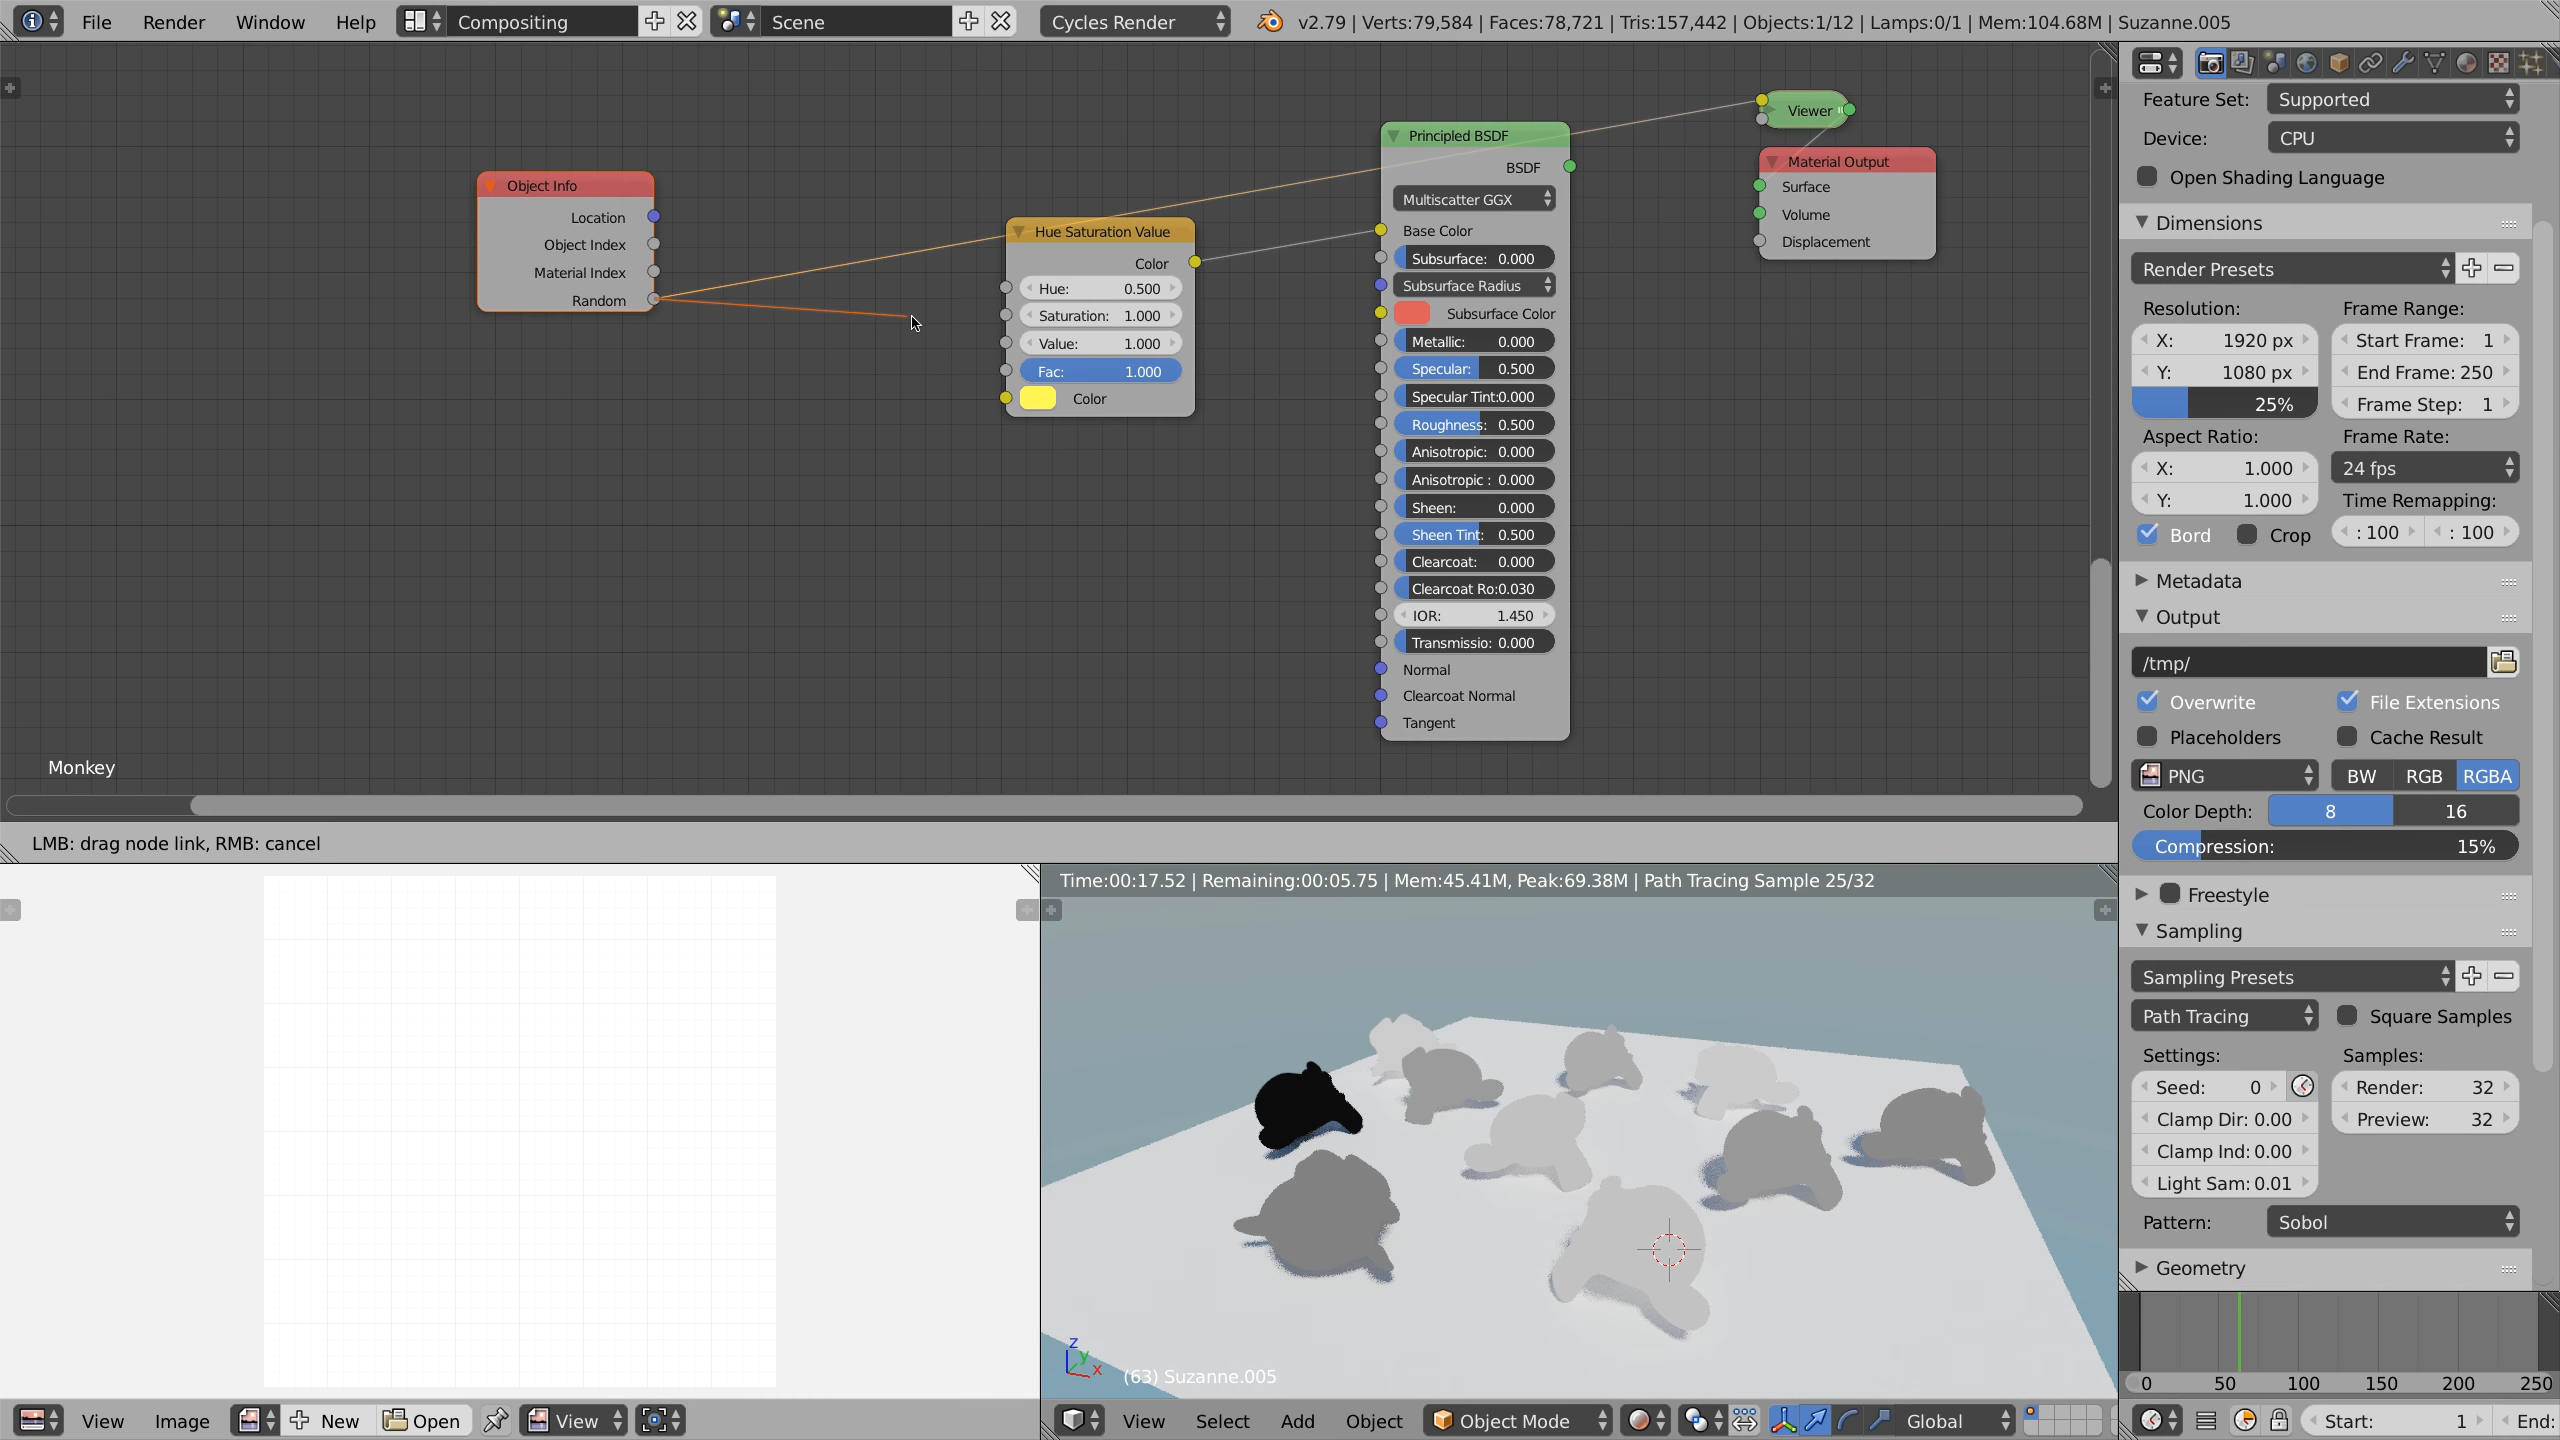 File Render Window Help Compositing Scene Cycles Render v2.79 | Verts:79,584 | Faces:78,721 | Tris:157,442 | Objects:1/12 | Lamps:0/1 | Mem:104.68M | Suzanne.005
Object Info
Location
Object Index
Material Index
Random
Hue Saturation Value
Color
Hue: 0.500
Saturation: 1.000
Value: 1.000
Fac: 1.000
Color
Principled BSDF
BSDF
Multiscatter GGX
Base Color
Subsurface: 0.000
Subsurface Radius
Subsurface Color
Metallic: 0.000
Specular: 0.500
Specular Tint:0.000
Roughness: 0.500
Anisotropic: 0.000
Anisotropic : 0.000
Sheen: 0.000
Sheen Tint: 0.500
Clearcoat: 0.000
Clearcoat Ro:0.030
IOR: 1.450
Transmissio: 0.000
Normal
Clearcoat Normal
Tangent
Viewer
Material Output
Surface
Volume
Displacement
Monkey
LMB: drag node link, RMB: cancel
Time:00:17.52 | Remaining:00:05.75 | Mem:45.41M, Peak:69.38M | Path Tracing Sample 25/32
z
y
x
(63) Suzanne.005
View Image New Open View
View Select Add Object Object Mode Global
Feature Set: Supported
Device: CPU
Open Shading Language
Dimensions
Render Presets
Resolution: Frame Range:
X: 1920 px Start Frame: 1
Y: 1080 px End Frame: 250
25% Frame Step: 1
Aspect Ratio: Frame Rate:
X: 1.000 24 fps
Y: 1.000 Time Remapping:
Bord Crop : 100 : 100
Metadata
Output
/tmp/
Overwrite File Extensions
Placeholders Cache Result
PNG BW RGB RGBA
Color Depth: 8 16
Compression: 15%
Freestyle
Sampling
Sampling Presets
Path Tracing Square Samples
Settings: Samples:
Seed: 0 Render: 32
Clamp Dir: 0.00 Preview: 32
Clamp Ind: 0.00
Light Sam: 0.01
Pattern: Sobol
Geometry
0 50 100 150 200 250
Start: 1 End: